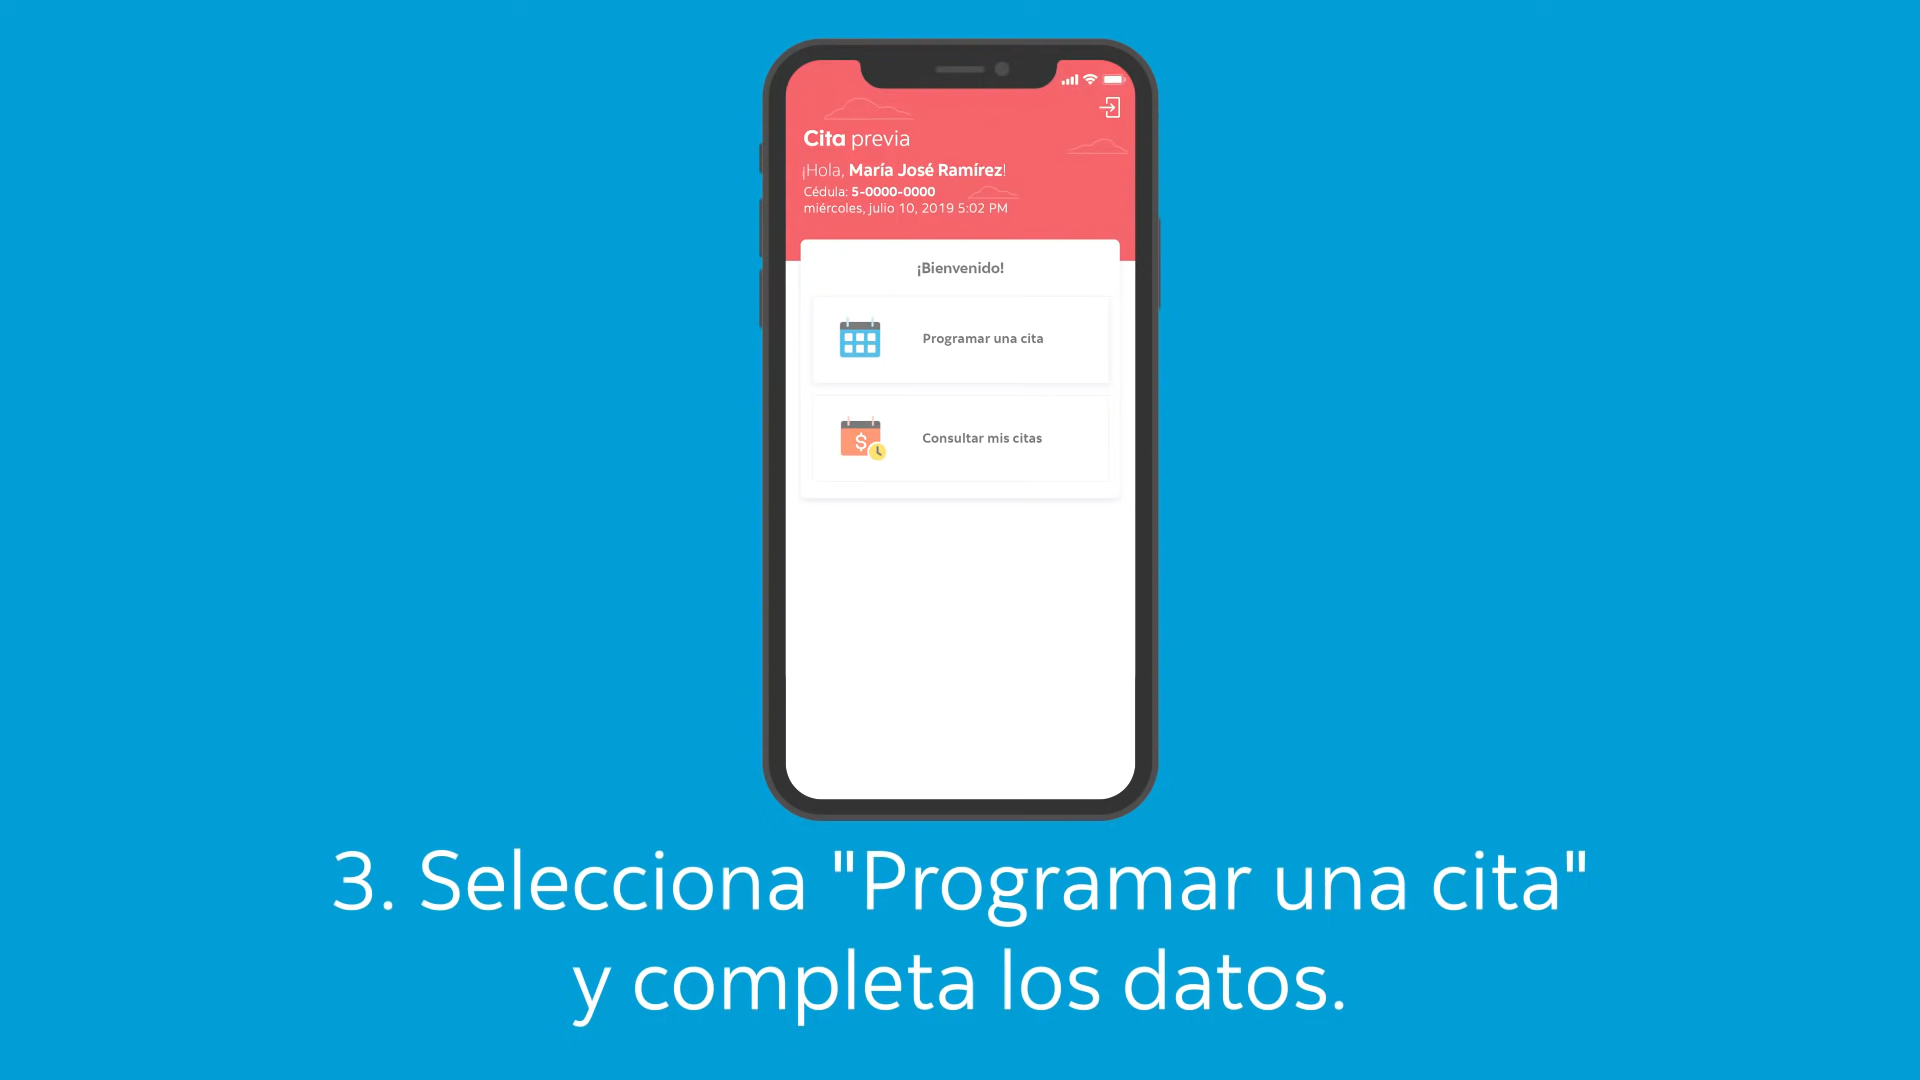 Cita previa
¡Hola, María José Ramírez!
Cédula: 5-0000-0000
miércoles, julio 10, 2019 5:02 PM
¡Bienvenido!
Programar una cita
$
Consultar mis citas
3. Selecciona "Programar una cita"
y completa los datos.